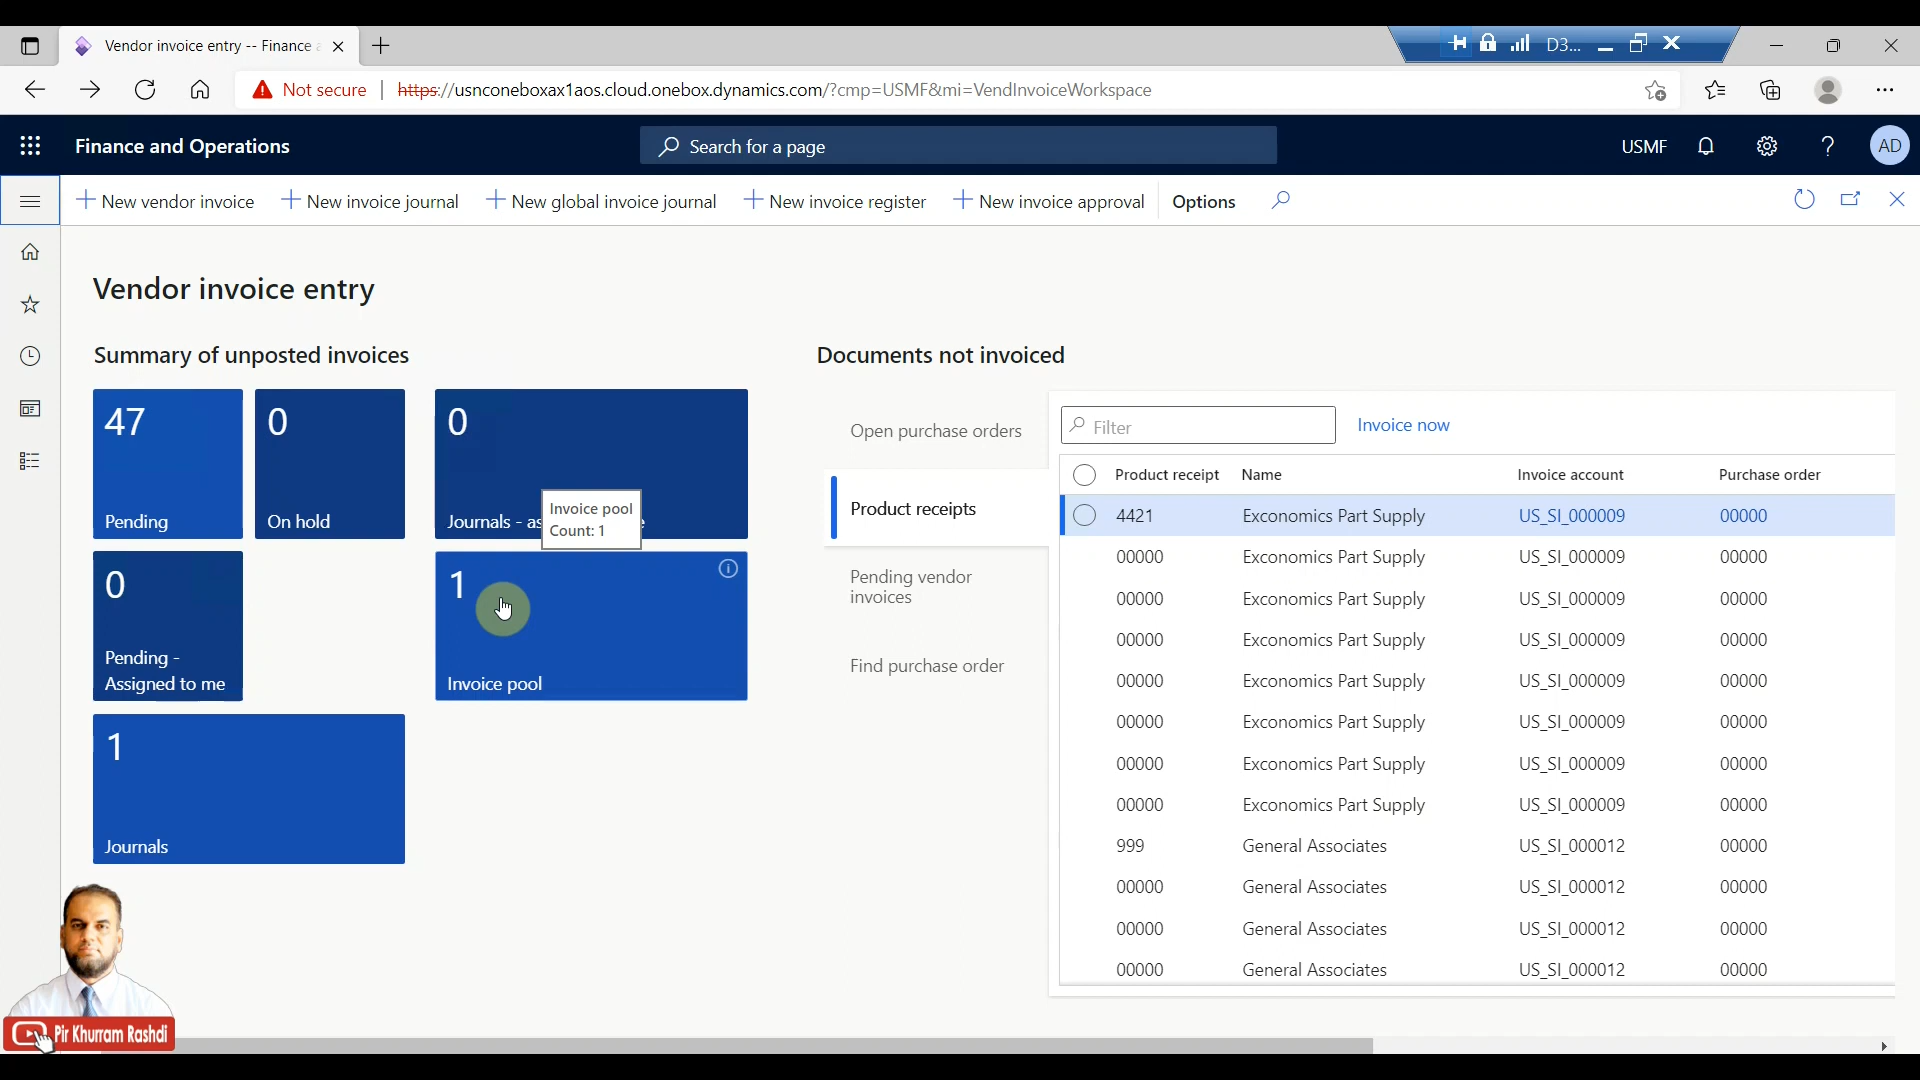 Vendor invoice entry -- Finance a
D3...
Not secure
https://usnconeboxax1aos.cloud.onebox.dynamics.com/?cmp=USMF&mi=VendInvoiceWorkspace
Finance and Operations
Search for a page
USMF
?
AD
New vendor invoice
New invoice journal
New global invoice journal
New invoice register
New invoice approval
Options
Vendor invoice entry
Summary of unposted invoices
47
Pending
0
On hold
0
Journals - as
Invoice pool
Count: 1
0
Pending -
Assigned to me
1
Invoice pool
1
Journals
Documents not invoiced
Open purchase orders
Product receipts
Pending vendor
invoices
Find purchase order
Filter
Invoice now
Product receipt Name Invoice account Purchase order
4421 Exconomics Part Supply US_SI_000009 00000
00000 Exconomics Part Supply US_SI_000009 00000
00000 Exconomics Part Supply US_SI_000009 00000
00000 Exconomics Part Supply US_SI_000009 00000
00000 Exconomics Part Supply US_SI_000009 00000
00000 Exconomics Part Supply US_SI_000009 00000
00000 Exconomics Part Supply US_SI_000009 00000
00000 Exconomics Part Supply US_SI_000009 00000
999 General Associates US_SI_000012 00000
00000 General Associates US_SI_000012 00000
00000 General Associates US_SI_000012 00000
00000 General Associates US_SI_000012 00000
Pir Khurram Rashdi